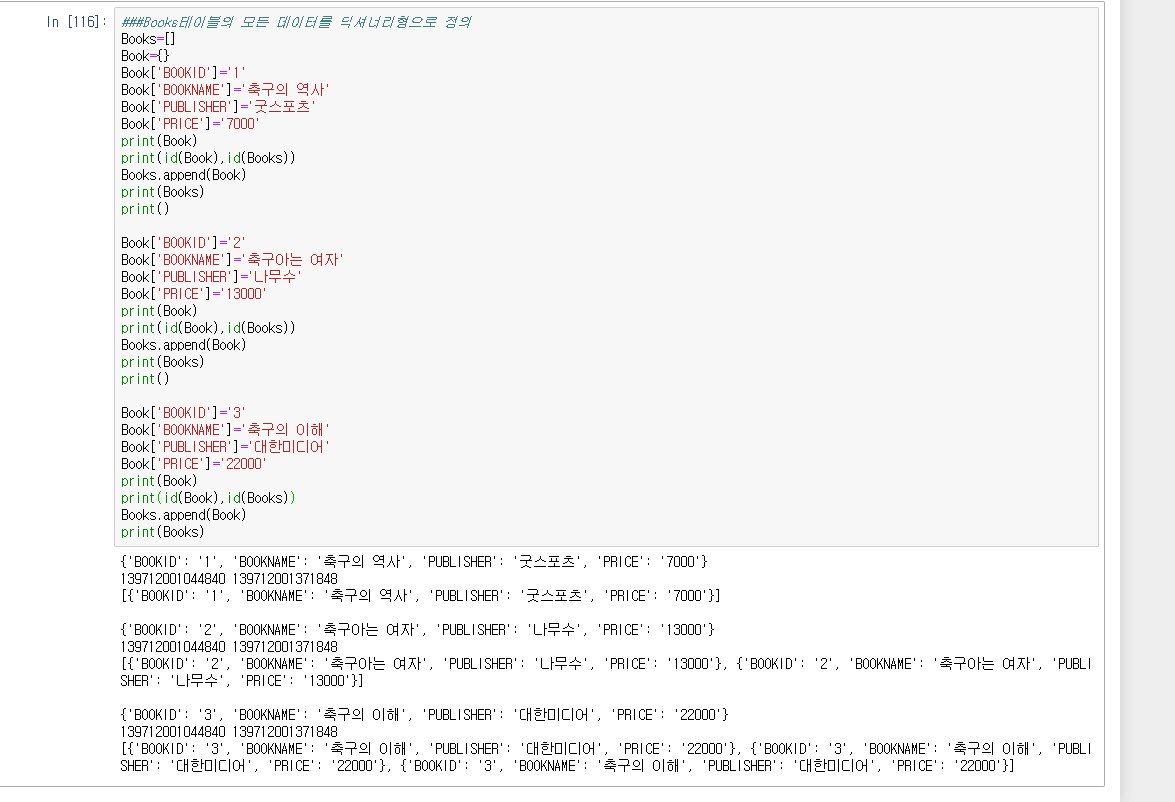 In [116]:
###Books테이블의 모든 데이터를 딕셔너리형으로 정의
Books=[]
Book={}
Book['BOOKID']='1'
Book['BOOKNAME']='축구의 역사'
Book['PUBLISHER']='굿스포츠'
Book['PRICE']='7000'
print(Book)
print(id(Book),id(Books))
Books.append(Book)
print(Books)
print()
Book['BOOKID']='2'
Book['BOOKNAME']='축구아는 여자'
Book['PUBLISHER']='나무수'
Book['PRICE']='13000'
print(Book)
print(id(Book),id(Books))
Books.append(Book)
print(Books)
print()
Book['BOOKID']='3'
Book['BOOKNAME']='축구의 이해'
Book['PUBLISHER']='대한미디어'
Book['PRICE']='22000'
print(Book)
print(id(Book),id(Books))
Books.append(Book)
print(Books)
{'BOOKID': '1', 'BOOKNAME': '축구의 역사', 'PUBLISHER': '굿스포츠', 'PRICE': '7000'}
139712001044840 139712001371848
[{'BOOKID': '1', 'BOOKNAME': '축구의 역사', 'PUBLISHER': '굿스포츠', 'PRICE': '7000'}]
{'BOOKID': '2', 'BOOKNAME': '축구아는 여자', 'PUBLISHER': '나무수', 'PRICE': '13000'}
139712001044840 139712001371848
[{'BOOKID': '2', 'BOOKNAME': '축구아는 여자', 'PUBLISHER': '나무수', 'PRICE': '13000'}, {'BOOKID': '2', 'BOOKNAME': '축구아는 여자', 'PUBLI
SHER': '나무수', 'PRICE': '13000'}]
{'BOOKID': '3', 'BOOKNAME': '축구의 이해', 'PUBLISHER': '대한미디어', 'PRICE': '22000'}
139712001044840 139712001371848
[{'BOOKID': '3', 'BOOKNAME': '축구의 이해', 'PUBLISHER': '대한미디어', 'PRICE': '22000'}, {'BOOKID': '3', 'BOOKNAME': '축구의 이해', 'PUBLI
SHER': '대한미디어', 'PRICE': '22000'}, {'BOOKID': '3', 'BOOKNAME': '축구의 이해', 'PUBLISHER': '대한미디어', 'PRICE': '22000'}]